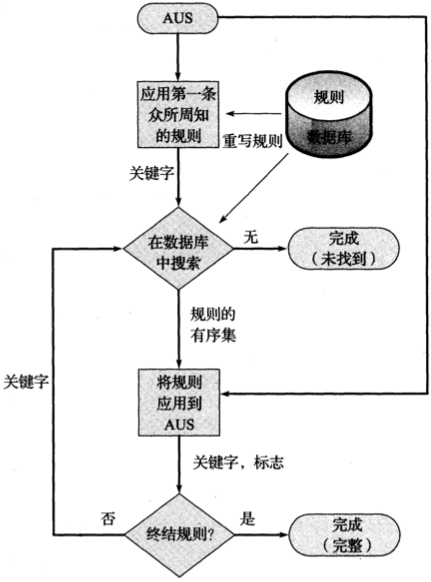 AUS
应用第一条
众所周知
的规则
规则
数据库
重写规则
关键字
在数据库
中搜索
无
完成
（未找到）
规则的
有序集
关键字
将规则
应用到
AUS
关键字，标志
否
终结规则？
是
完成
（完整）